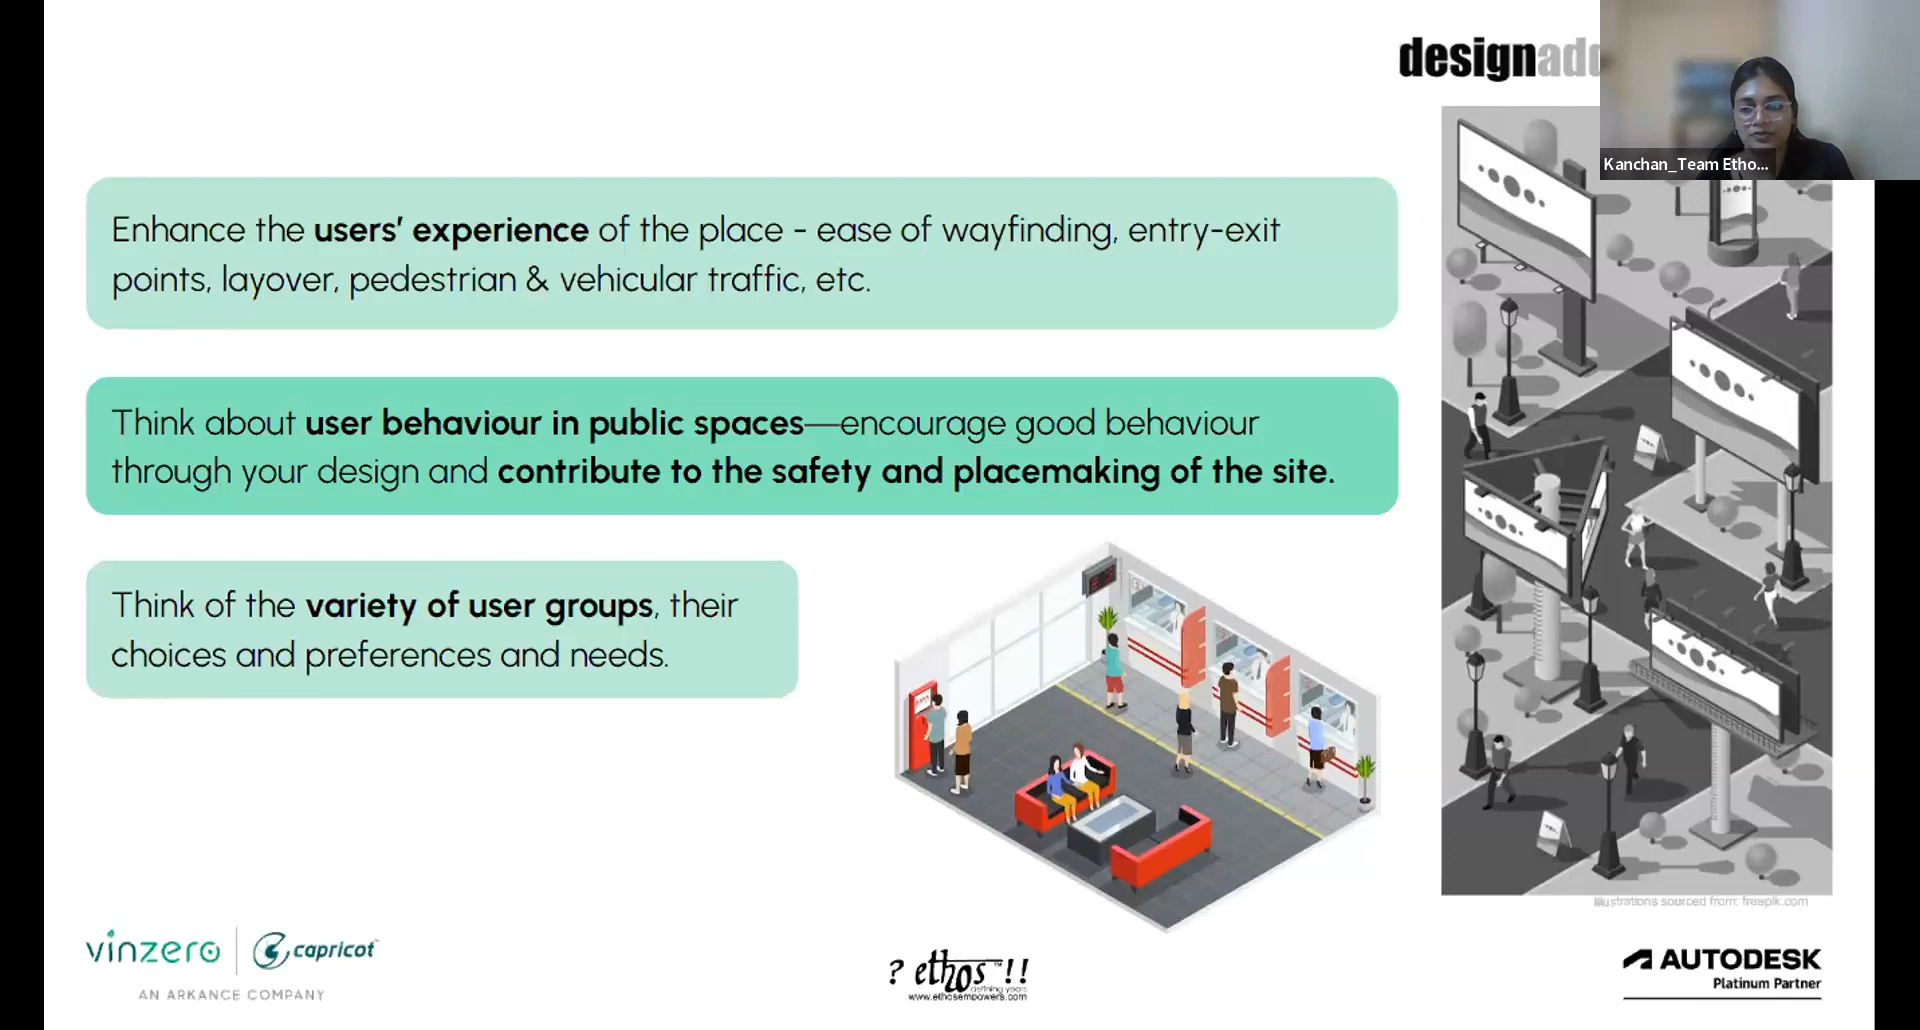 designad
Kanchan_Team Etho...
Enhance the users' experience of the place - ease of wayfinding, entry-exit
points, layover, pedestrian & vehicular traffic, etc.
Think about user behaviour in public spaces—encourage good behaviour
through your design and contribute to the safety and placemaking of the site.
Think of the variety of user groups, their
choices and preferences and needs.
Illustrations sourced from: freepik.com
vinzero
capricot
AN ARKANCE COMPANY
? ethos™!!
defining years
www.ethosempowers.com
AUTODESK
Platinum Partner